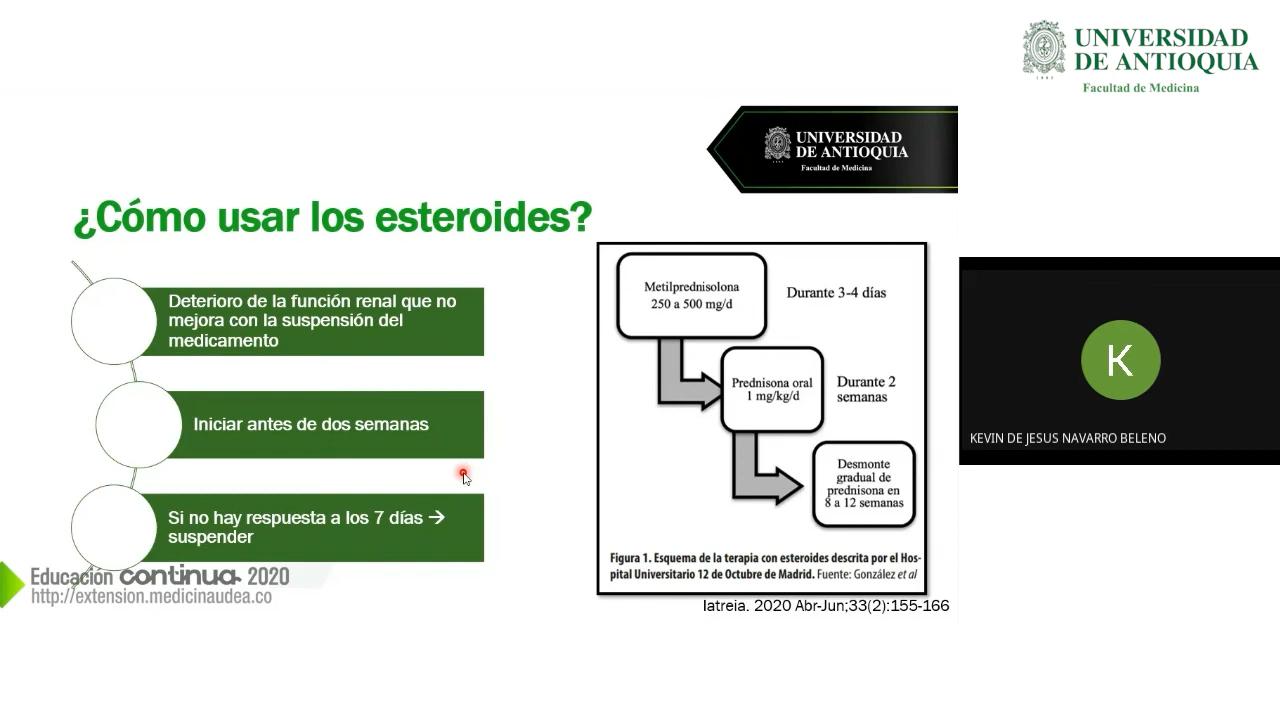 UNIVERSIDAD
DE ANTIOQUIA
1803
Facultad de Medicina
UNIVERSIDAD
DE ANTIOQUIA
Facultad de Medicina
¿Cómo usar los esteroides?
Deterioro de la función renal que no
mejora con la suspensión del
medicamento
Iniciar antes de dos semanas
Si no hay respuesta a los 7 días →
suspender
Metilprednisolona
250 a 500 mg/d
Durante 3-4 días
Prednisona oral
1 mg/kg/d
Durante 2
semanas
Desmonte
gradual de
prednisona en
8 a 12 semanas
Figura 1. Esquema de la terapia con esteroides descrita por el Hos-
pital Universitario 12 de Octubre de Madrid. Fuente: González et al
Iatreia. 2020 Abr-Jun;33(2):155-166
Educación continua 2020
http://extension.medicinaudea.co
K
KEVIN DE JESUS NAVARRO BELENO